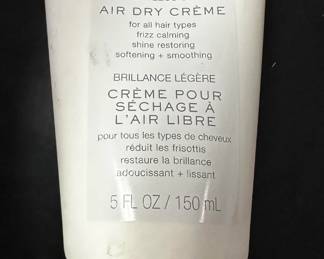 AIR DRY CRÈME
for all hair types
frizz calming
shine restoring
softening + smoothing
BRILLANCE LÉGÈRE
CRÈME POUR
SÉCHAGE À
L'AIR LIBRE
pour tous les types de cheveux
réduit les frisottis
restaure la brillance
adoucissant + lissant
5 FL OZ / 150 mL